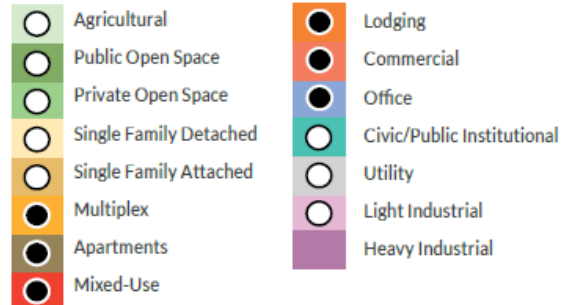 Agricultural
Public Open Space
Private Open Space
Single Family Detached
Single Family Attached
Multiplex
Apartments
Mixed-Use
Lodging
Commercial
Office
Civic/Public Institutional
Utility
Light Industrial
Heavy Industrial